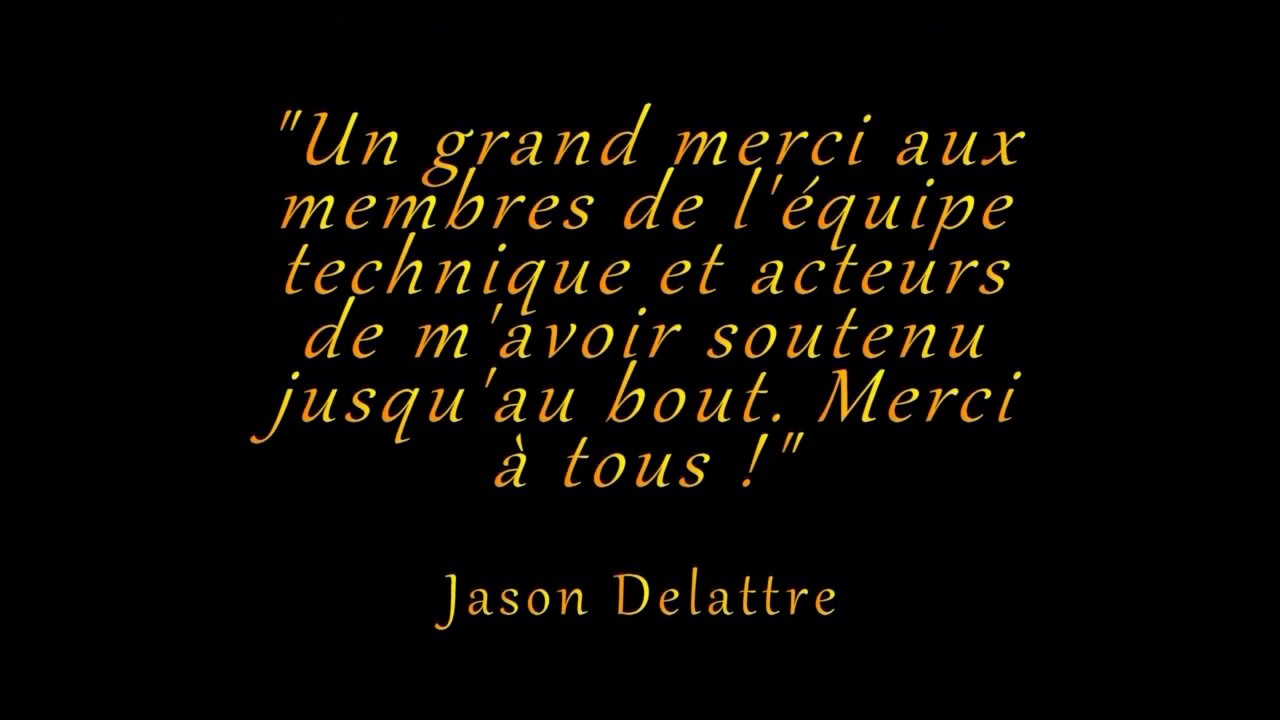 "Un grand merci aux
membres de l'équipe
technique et acteurs
de m'avoir soutenu
jusqu'au bout. Merci
à tous !"
Jason Delattre